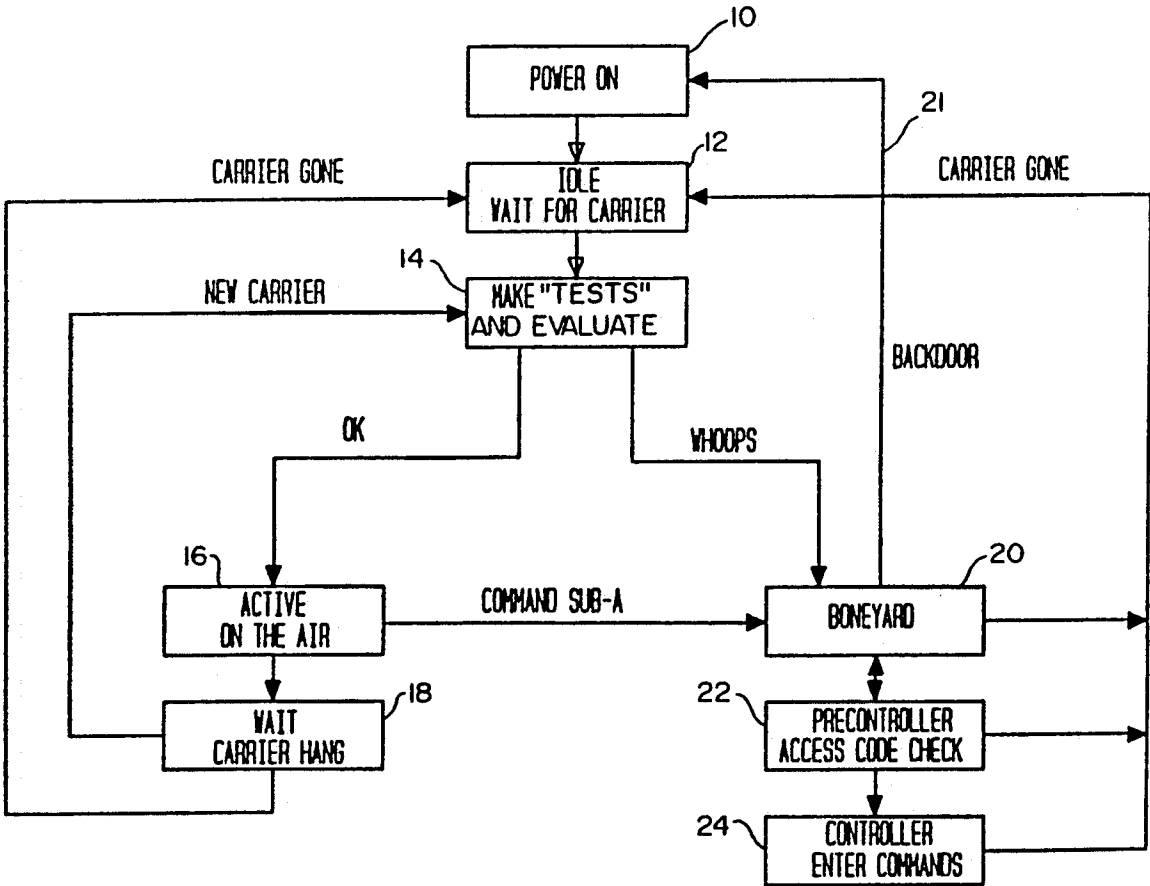 10
POWER ON
21
12
CARRIER GONE
IDLE
WAIT FOR CARRIER
CARRIER GONE
14
NEW CARRIER
MAKE "TESTS"
AND EVALUATE
BACKDOOR
OK
WHOOPS
16
20
ACTIVE
ON THE AIR
COMMAND SUB-A
BONEYARD
18
22
WAIT
CARRIER HANG
PRECONTROLLER
ACCESS CODE CHECK
24
CONTROLLER
ENTER COMMANDS